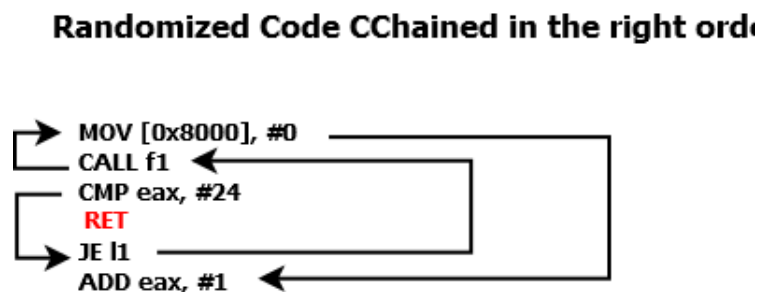 Randomized Code CChained in the right orde
MOV [0x8000], #0
CALL f1
CMP eax, #24
RET
JE l1
ADD eax, #1